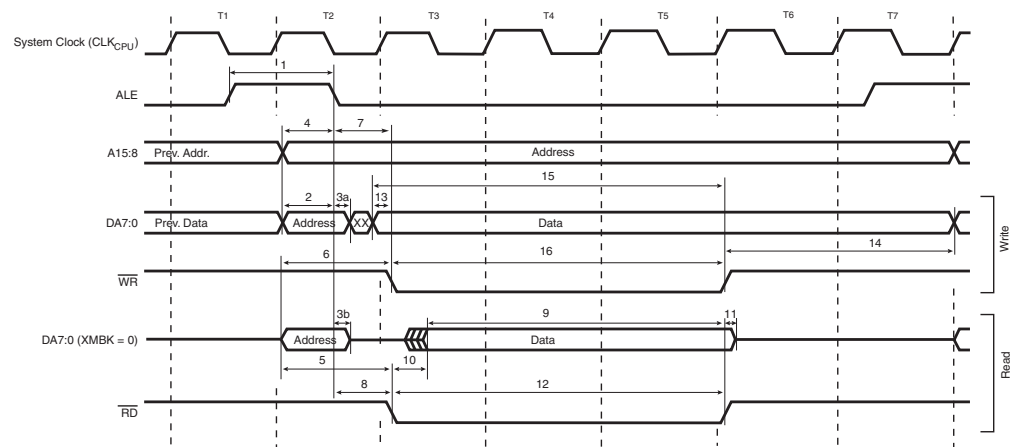 T1 T2 T3 T4 T5 T6 T7
System Clock (CLKCPU)
1
ALE
4 7
A15:8 Prev. Addr. Address
15
2 3a 13
DA7:0 Prev. Data Address XX Data
14
6 16
WR
Write
3b 9 11
DA7:0 (XMBK = 0) Address Data
5 10
8 12
RD
Read